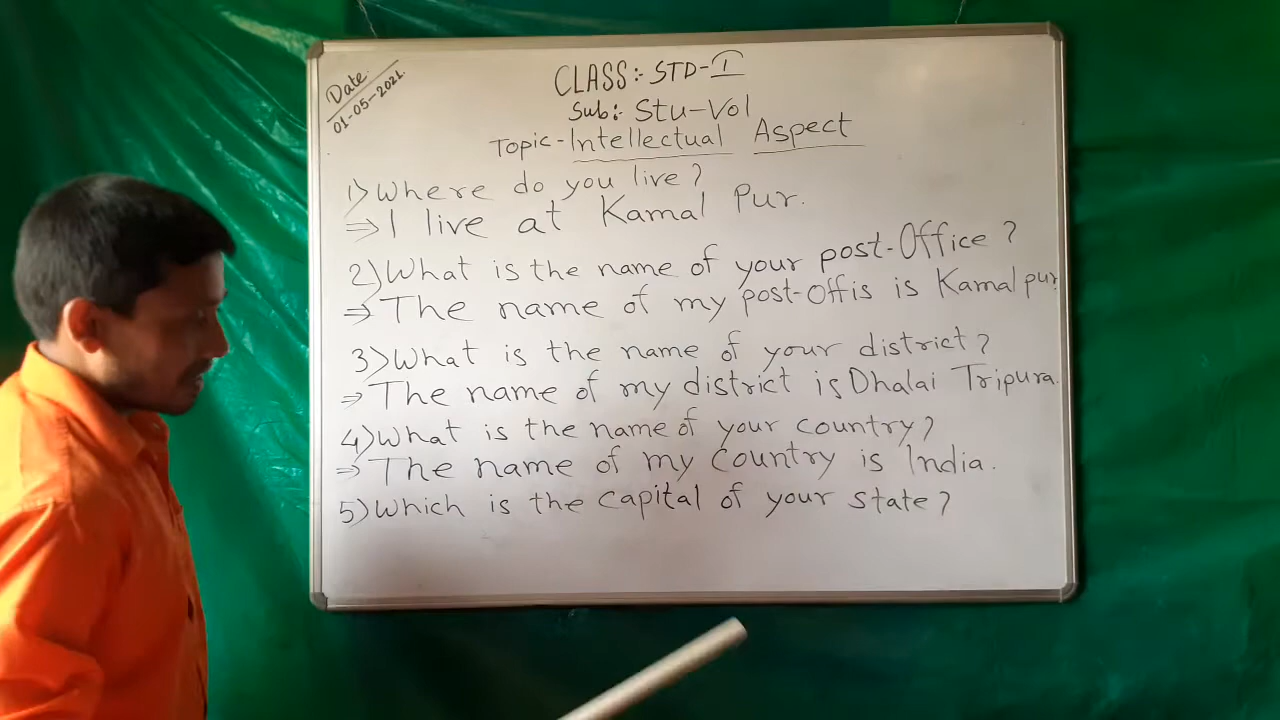 Date:
01-05-2021.
CLASS:- STD-I
Sub:- Stu-Vol
Topic-Intellectual Aspect
1) Where do you live?
⇒ I live at Kamal Pur.
2) What is the name of your post-Office?
⇒ The name of my post-Offis is Kamalpur.
3) What is the name of your district?
⇒ The name of my district is Dhalai Tripura.
4) What is the name of your country?
⇒ The name of my country is India.
5) Which is the capital of your state?